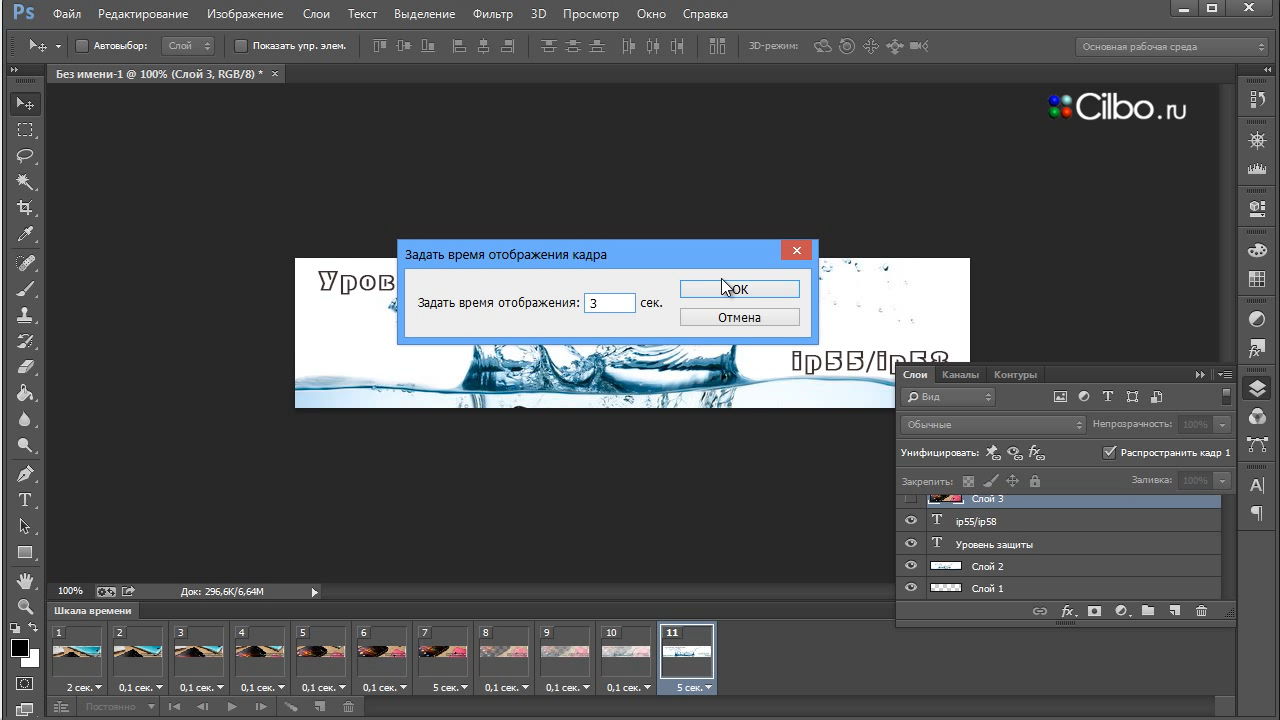 Ps Файл Редактирование Изображение Слои Текст Выделение Фильтр 3D Просмотр Окно Справка
Автовыбор: Слой Показать упр. элем. 3D-режим: Основная рабочая среда
Без имени-1 @ 100% (Слой 3, RGB/8) * ×
Cilbo.ru
Задать время отображения кадра
Задать время отображения: 3 сек.
OK
Отмена
Уров
ip55/ip58
Слои Каналы Контуры
Вид
Обычные Непрозрачность: 100%
Унифицировать: Распространить кадр 1
Закрепить: Заливка: 100%
Слой 3
T ip55/ip58
T Уровень защиты
Слой 2
Слой 1
100% Док: 296,6K/6,64M
Шкала времени
1 2 3 4 5 6 7 8 9 10 11
2 сек. 0,1 сек. 0,1 сек. 0,1 сек. 0,1 сек. 0,1 сек. 5 сек. 0,1 сек. 0,1 сек. 0,1 сек. 5 сек.
Постоянно